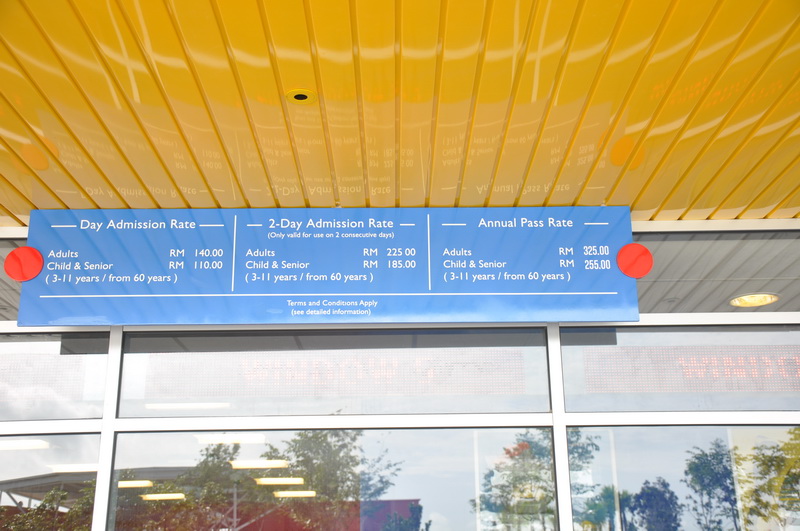 Day Admission Rate
Adults RM 140.00
Child & Senior RM 110.00
( 3-11 years / from 60 years )
2-Day Admission Rate
(Only valid for use on 2 consecutive days)
Adults RM 225.00
Child & Senior RM 185.00
( 3-11 years / from 60 years )
Annual Pass Rate
Adults RM 325.00
Child & Senior RM 255.00
( 3-11 years / from 60 years )
Terms and Conditions Apply
(see detailed information)